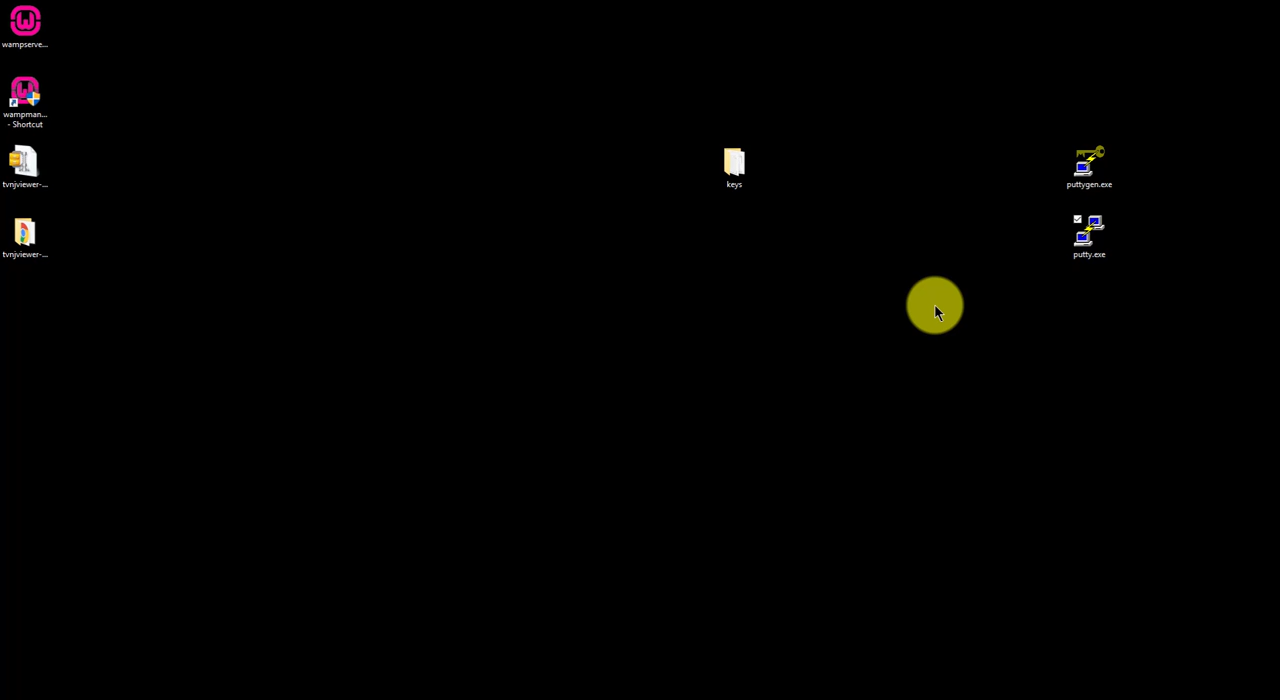 wampserve...
wampman...
- Shortcut
tvnjviewer-...
tvnjviewer-...
keys
puttygen.exe
putty.exe